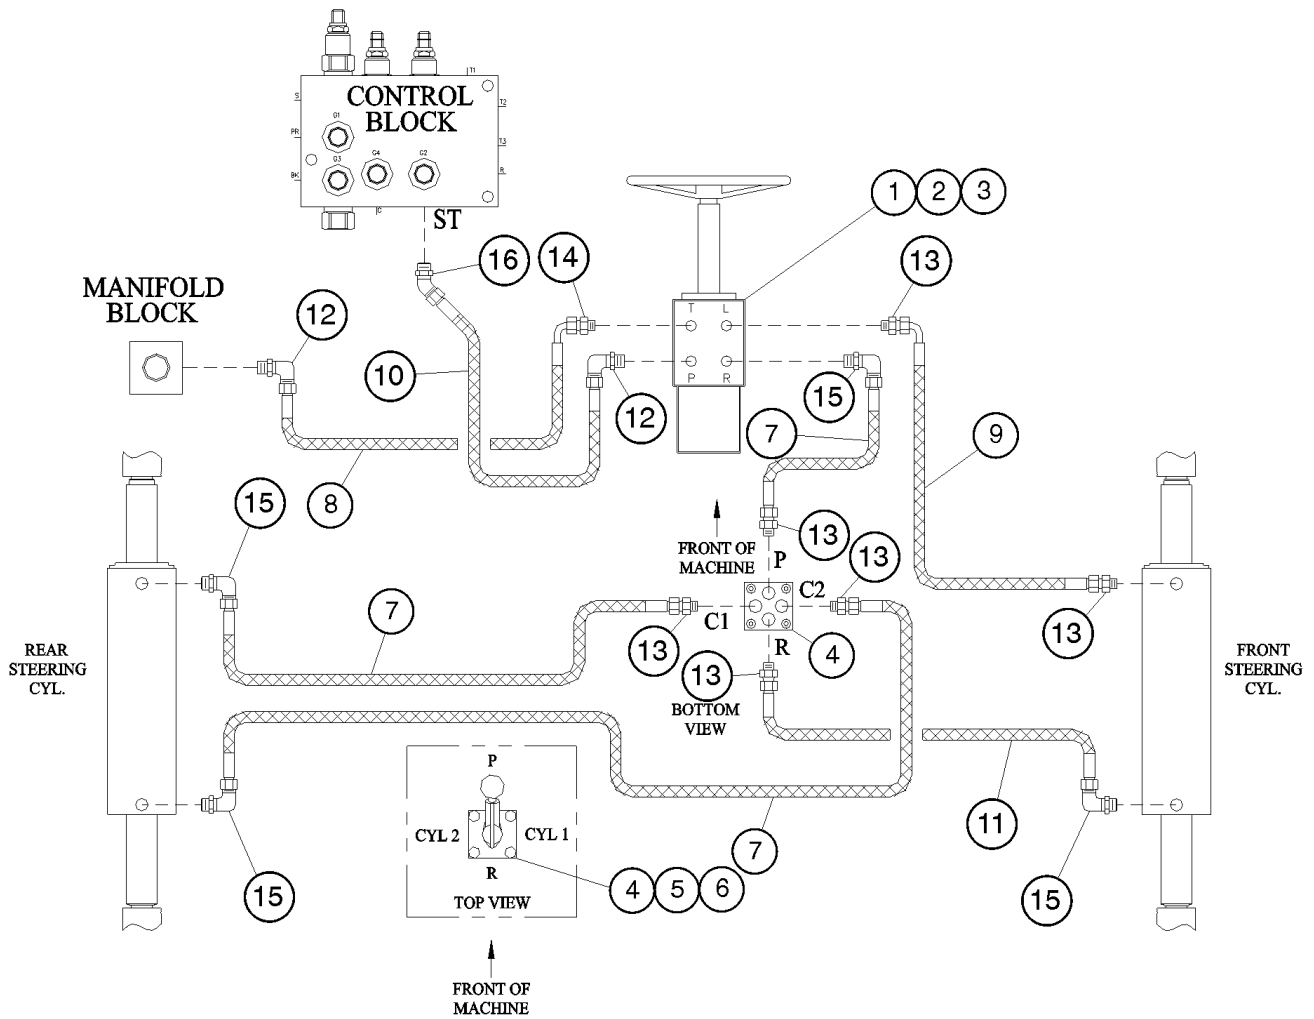 T1
S
CONTROL
BLOCK
T2
G1
PR
T3
G3
G4
G2
BK
R
C
ST
1
2
3
16
14
13
MANIFOLD
BLOCK
12
T
L
10
P
R
12
15
7
9
8
15
13
13
FRONT OF
MACHINE
P
C2
C1
7
13
R
4
13
REAR
STEERING
CYL.
FRONT
STEERING
CYL.
13
BOTTOM
VIEW
P
CYL 2
CYL 1
R
TOP VIEW
7
11
4
5
6
15
15
FRONT OF
MACHINE